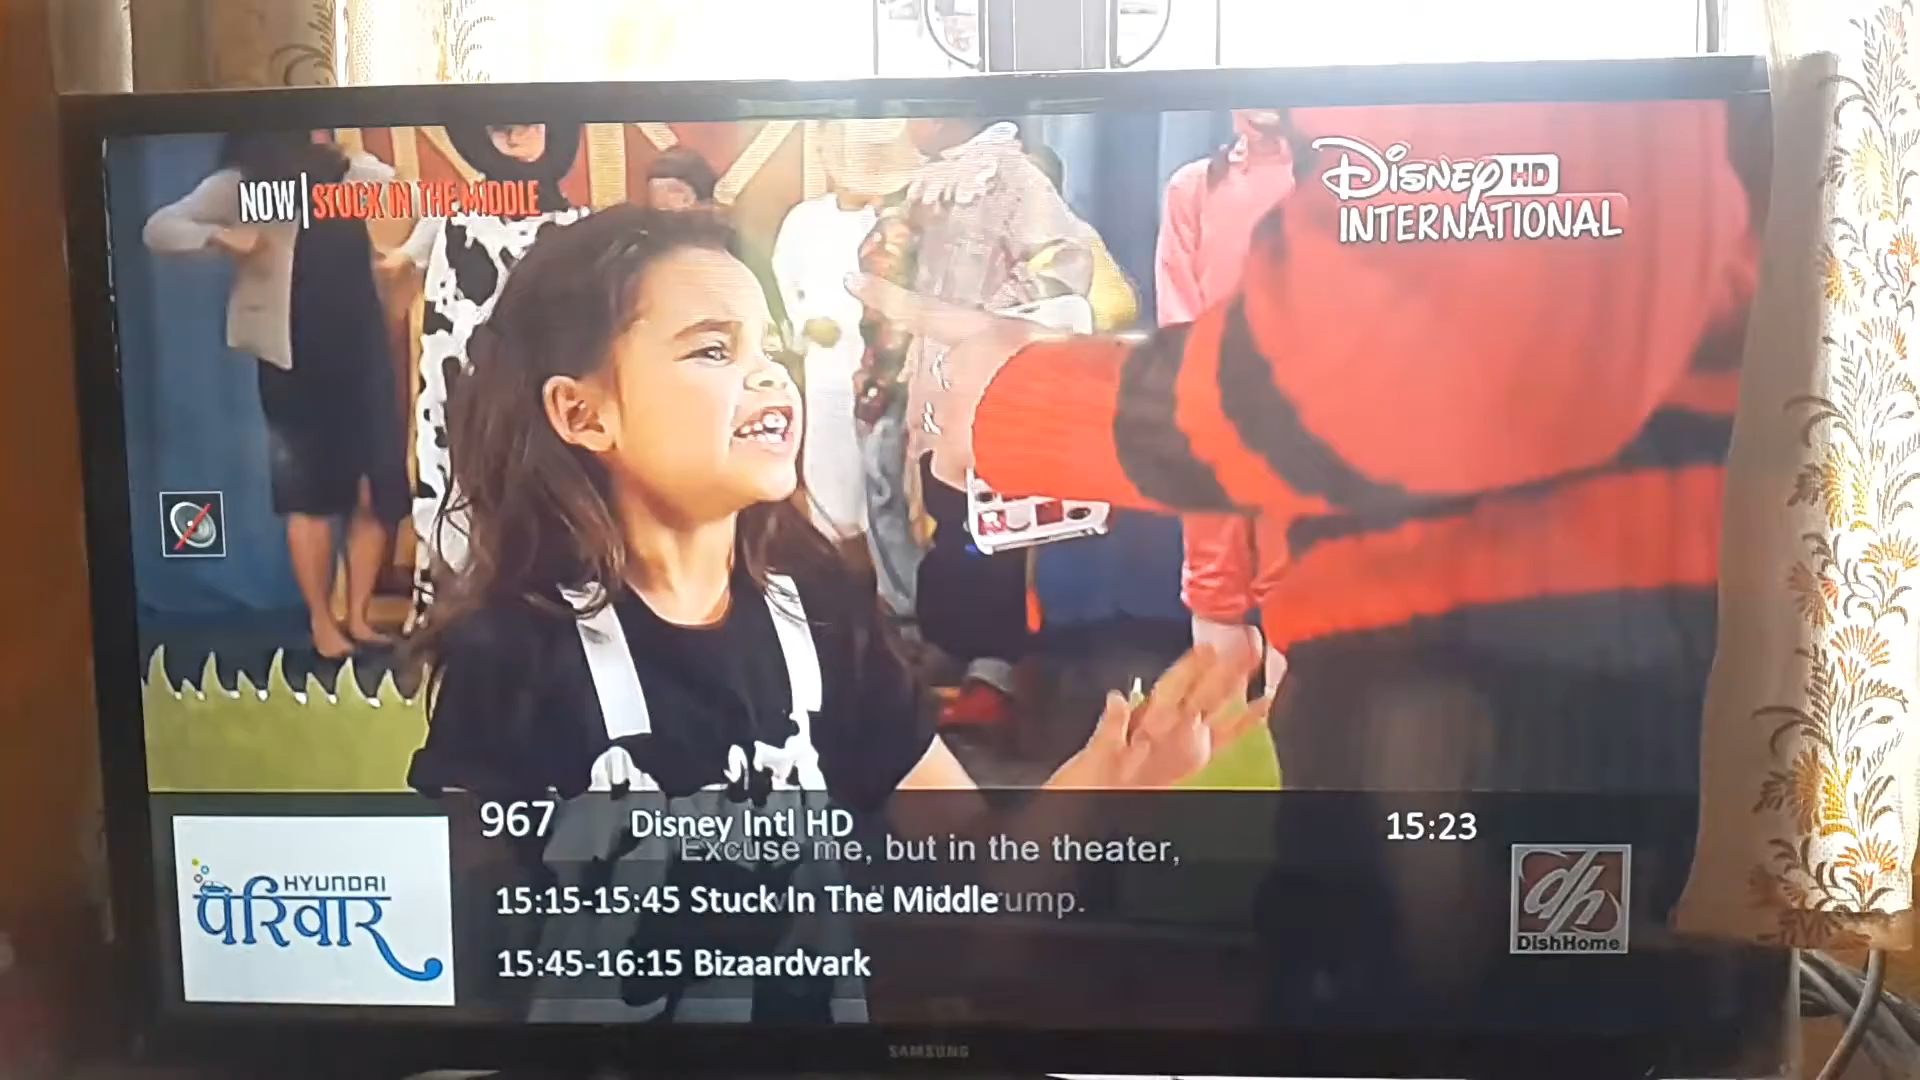 NOW | STUCK IN THE MIDDLE
DISNEY HD
INTERNATIONAL
967 Disney Intl HD 15:23
Excuse me, but in the theater,
15:15-15:45 Stuck In The Middle
ump.
15:45-16:15 Bizaardvark
HYUNDAI
परिवार
dh
DishHome
SAMSUNG